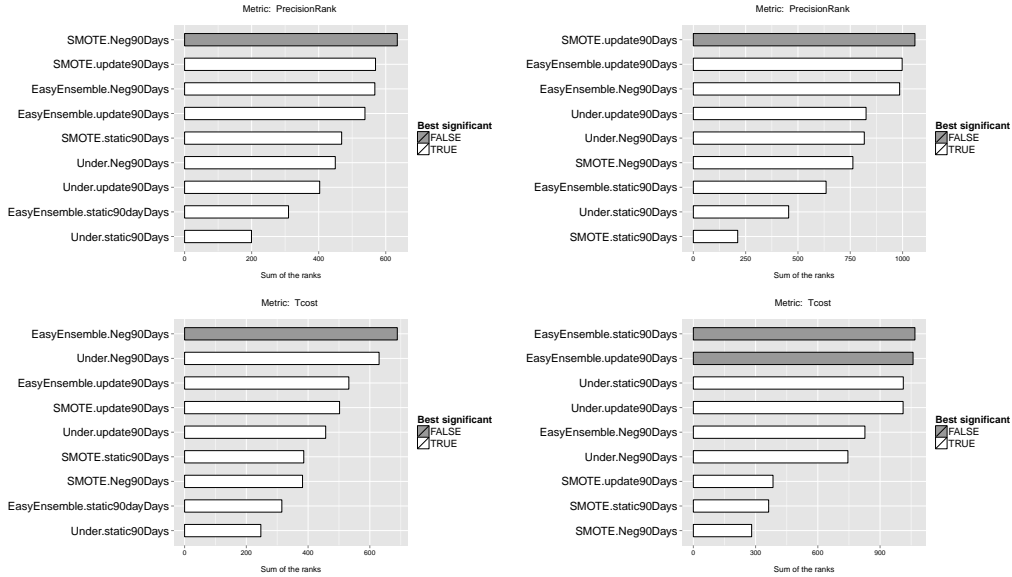 Metric: PrecisionRank
SMOTE.Neg90Days
SMOTE.update90Days
EasyEnsemble.Neg90Days
EasyEnsemble.update90Days
SMOTE.static90Days
Under.Neg90Days
Under.update90Days
EasyEnsemble.static90dayDays
Under.static90Days
0 200 400 600
Sum of the ranks
Best significant
FALSE
TRUE
Metric: PrecisionRank
SMOTE.update90Days
EasyEnsemble.update90Days
EasyEnsemble.Neg90Days
Under.update90Days
Under.Neg90Days
SMOTE.Neg90Days
EasyEnsemble.static90Days
Under.static90Days
SMOTE.static90Days
0 250 500 750 1000
Sum of the ranks
Best significant
FALSE
TRUE
Metric: Tcost
EasyEnsemble.Neg90Days
Under.Neg90Days
EasyEnsemble.update90Days
SMOTE.update90Days
Under.update90Days
SMOTE.static90Days
SMOTE.Neg90Days
EasyEnsemble.static90dayDays
Under.static90Days
0 200 400 600
Sum of the ranks
Best significant
FALSE
TRUE
Metric: Tcost
EasyEnsemble.static90Days
EasyEnsemble.update90Days
Under.static90Days
Under.update90Days
EasyEnsemble.Neg90Days
Under.Neg90Days
SMOTE.update90Days
SMOTE.static90Days
SMOTE.Neg90Days
0 300 600 900
Sum of the ranks
Best significant
FALSE
TRUE